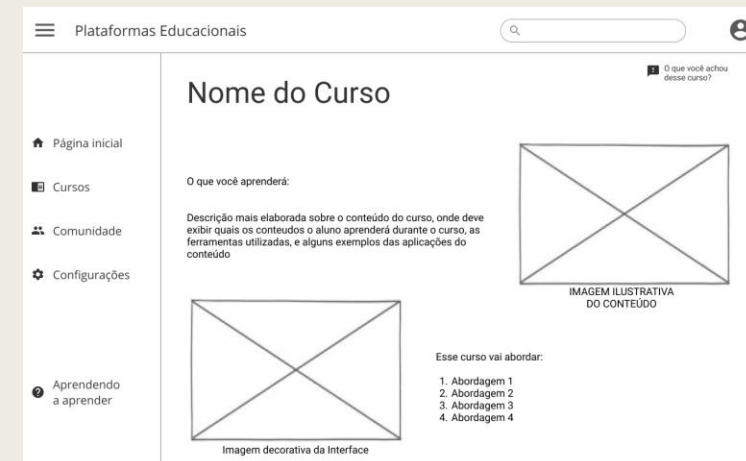 Plataformas Educacionais
O que você achou
desse curso?
Nome do Curso
Página inicial
Cursos
Comunidade
Configurações
Aprendendo
a aprender
O que você aprenderá:
Descrição mais elaborada sobre o conteúdo do curso, onde deve
exibir quais os conteudos o aluno aprenderá durante o curso, as
ferramentas utilizadas, e alguns exemplos das aplicações do
conteúdo
IMAGEM ILUSTRATIVA
DO CONTEÚDO
Esse curso vai abordar:
1. Abordagem 1
2. Abordagem 2
3. Abordagem 3
4. Abordagem 4
Imagem decorativa da Interface